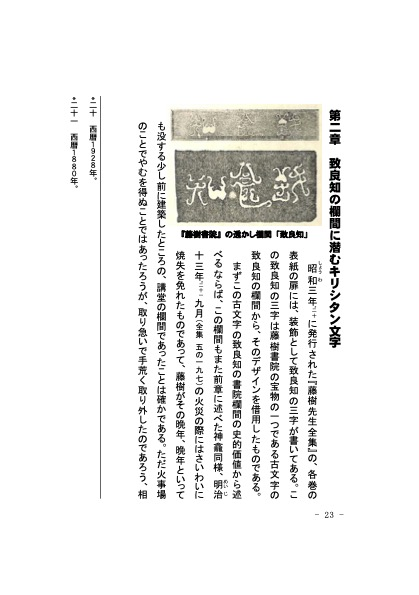 第二章　致良知の欄間に潜むキリシタン文字
『藤樹書院』の透かし欄間「致良知」
昭和三年*二十に発行された『藤樹先生全集』の、各巻の
しょうわ
表紙の扉には、装飾として致良知の三字が書いてある。こ
の致良知の三字は藤樹書院の宝物の一つである古文字の
致良知の欄間から、そのデザインを借用したものである。
まずこの古文字の致良知の書院欄間の史的価値から述
べるならば、この欄間もまた前章に述べた神龕同様、明治
めいじ
十三年*二十一九月(全集　五の一九七)の火災の際にはさいわいに
焼失を免れたものであって、藤樹がその晩年、晩年といって
も没する少し前に建築したところの、講堂の欄間であったことは確かである。ただ火事場
のことでやむを得ぬことではあったろうが、取り急いで手荒く取り外したのであろう、相
*二十　西暦1928年。
*二十一　西暦1880年。
- 23 -